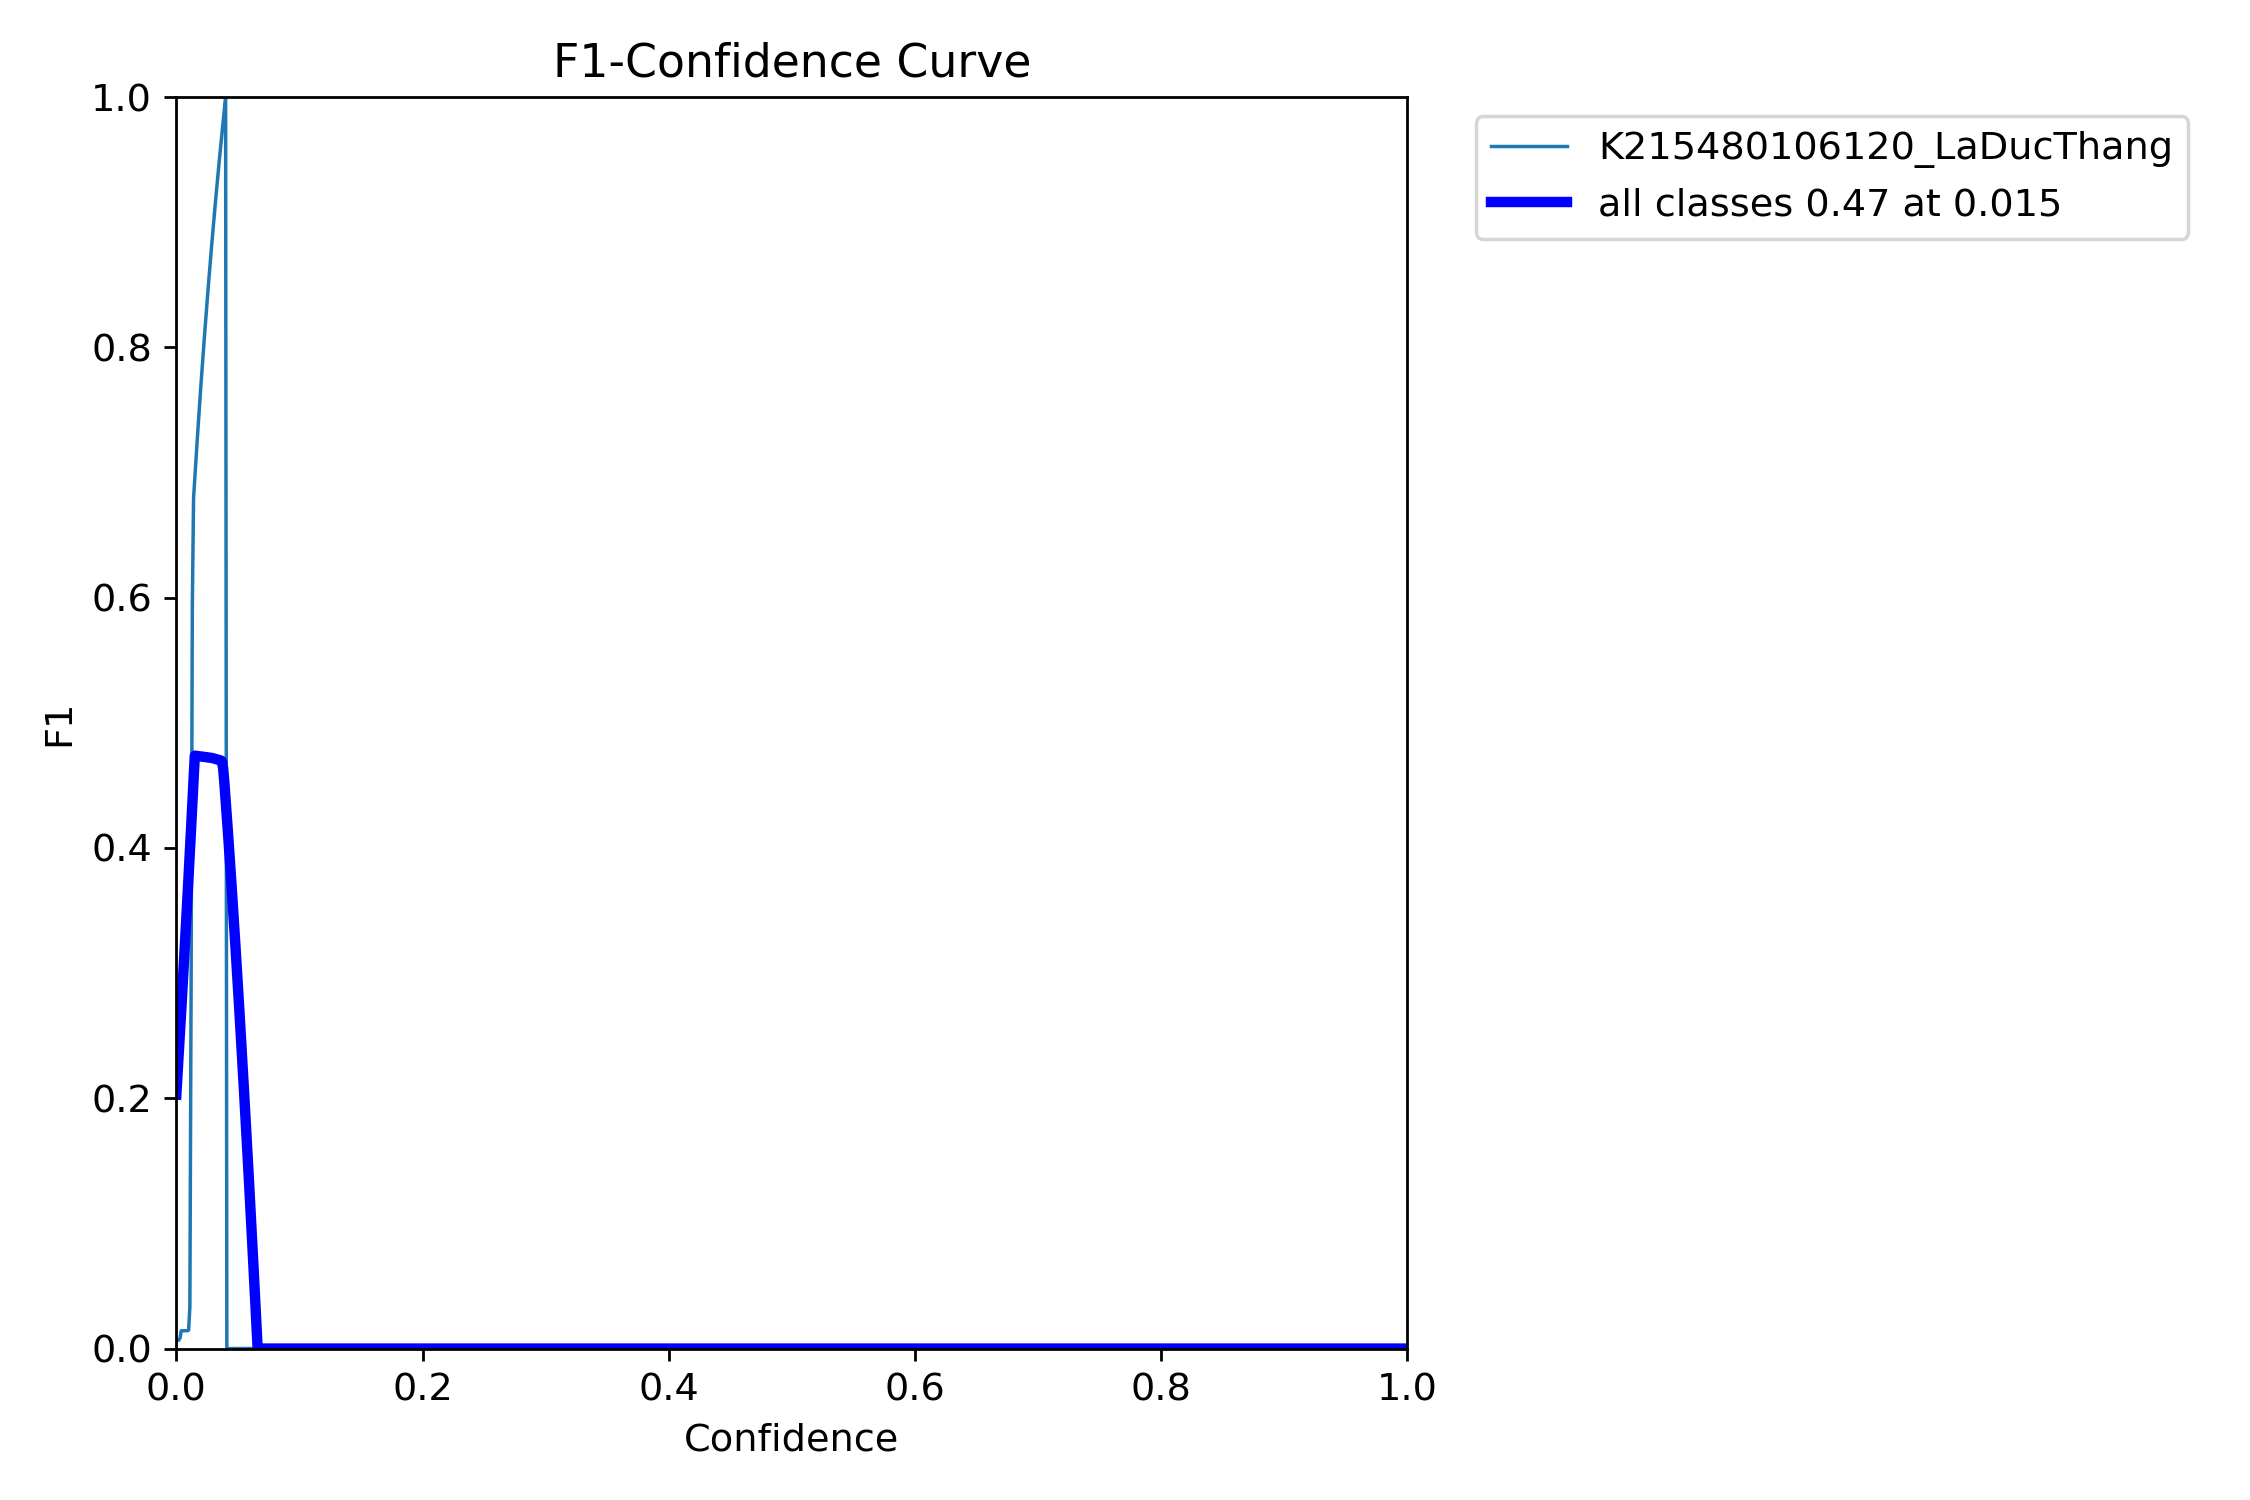 F1-Confidence Curve
1.0
0.8
0.6
0.4
0.2
0.0
F1
0.0 0.2 0.4 0.6 0.8 1.0
Confidence
K215480106120_LaDucThang
all classes 0.47 at 0.015